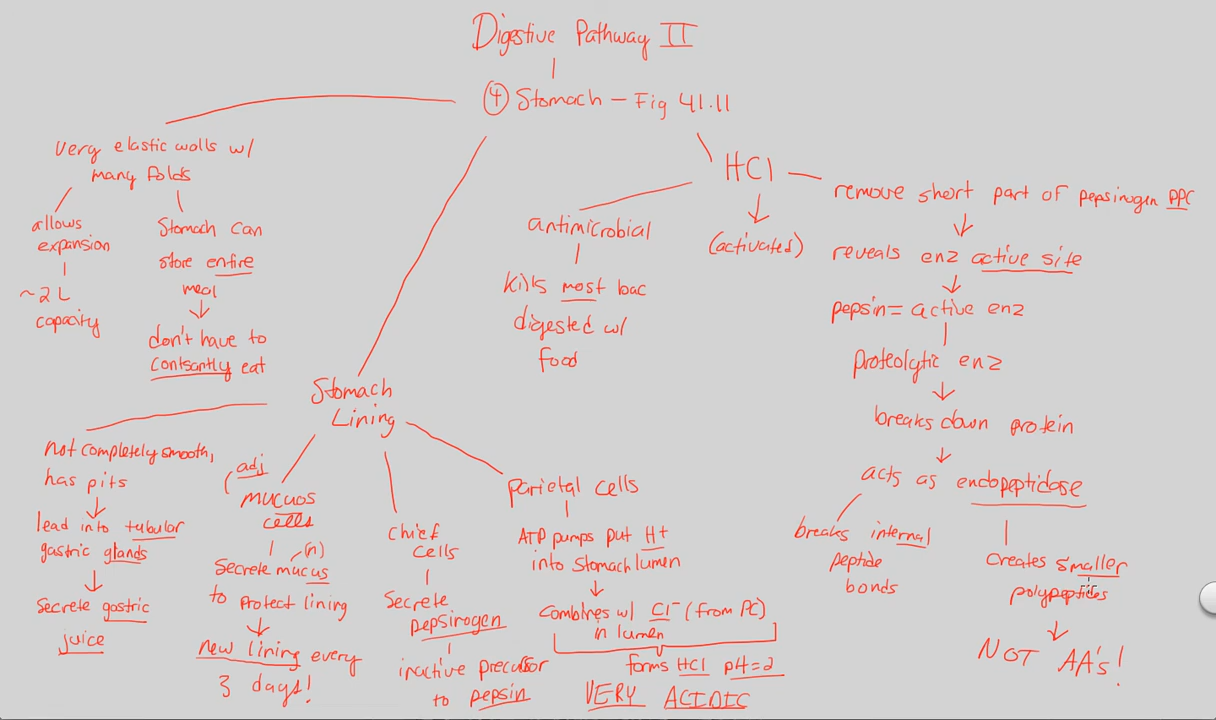 Digestive Pathway II
④ Stomach - Fig 41.11
very elastic walls w/
many folds
allows
expansion
~2 L
capacity
Stomach can
store entire
meal
don't have to
contsantly eat
HCl
antimicrobial
kills most bac
digested w/
food
(activated)
remove short part of pepsinogen PPC
reveals enz active site
pepsin = active enz
proteolytic enz
breaks down protein
acts as endopeptidase
breaks internal
peptide
bonds
creates smaller
polypeptides
NOT AA's!
Stomach
Lining
not completely smooth,
has pits
lead into tubular
gastric glands
secrete gastric
juice
(adj
mucuos
cells
(n)
secrete mucus
to protect lining
new lining every
3 days!
chief
cells
secrete
pepsinogen
inactive precursor
to pepsin
parietal cells
ATP pumps put H+
into stomach lumen
combines w/ Cl⁻ (from PC)
in lumen
forms HCl pH=2
VERY ACIDIC